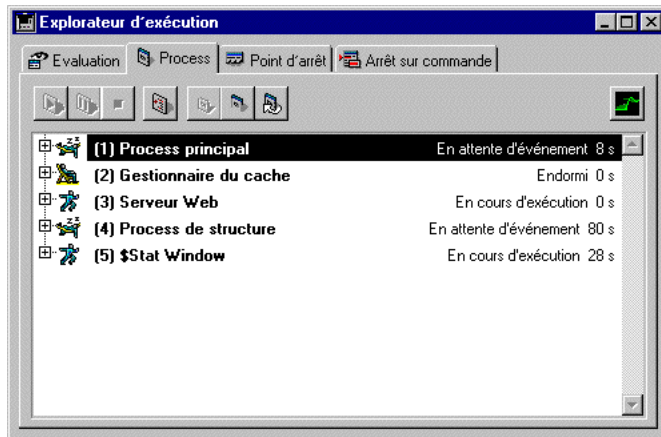 Explorateur d'exécution
Evaluation Process Point d'arrêt Arrêt sur commande
(1) Process principal En attente d'événement 8 s
(2) Gestionnaire du cache Endormi 0 s
(3) Serveur Web En cours d'exécution 0 s
(4) Process de structure En attente d'événement 80 s
(5) $Stat Window En cours d'exécution 28 s